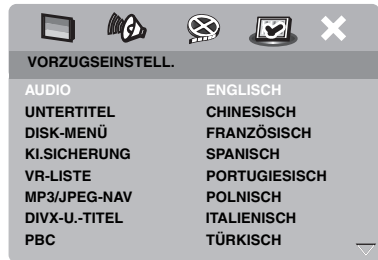 VORZUGSEINSTELL.
AUDIO ENGLISCH
UNTERTITEL CHINESISCH
DISK-MENÜ FRANZÖSISCH
KI.SICHERUNG SPANISCH
VR-LISTE PORTUGIESISCH
MP3/JPEG-NAV POLNISCH
DIVX-U.-TITEL ITALIENISCH
PBC TÜRKISCH